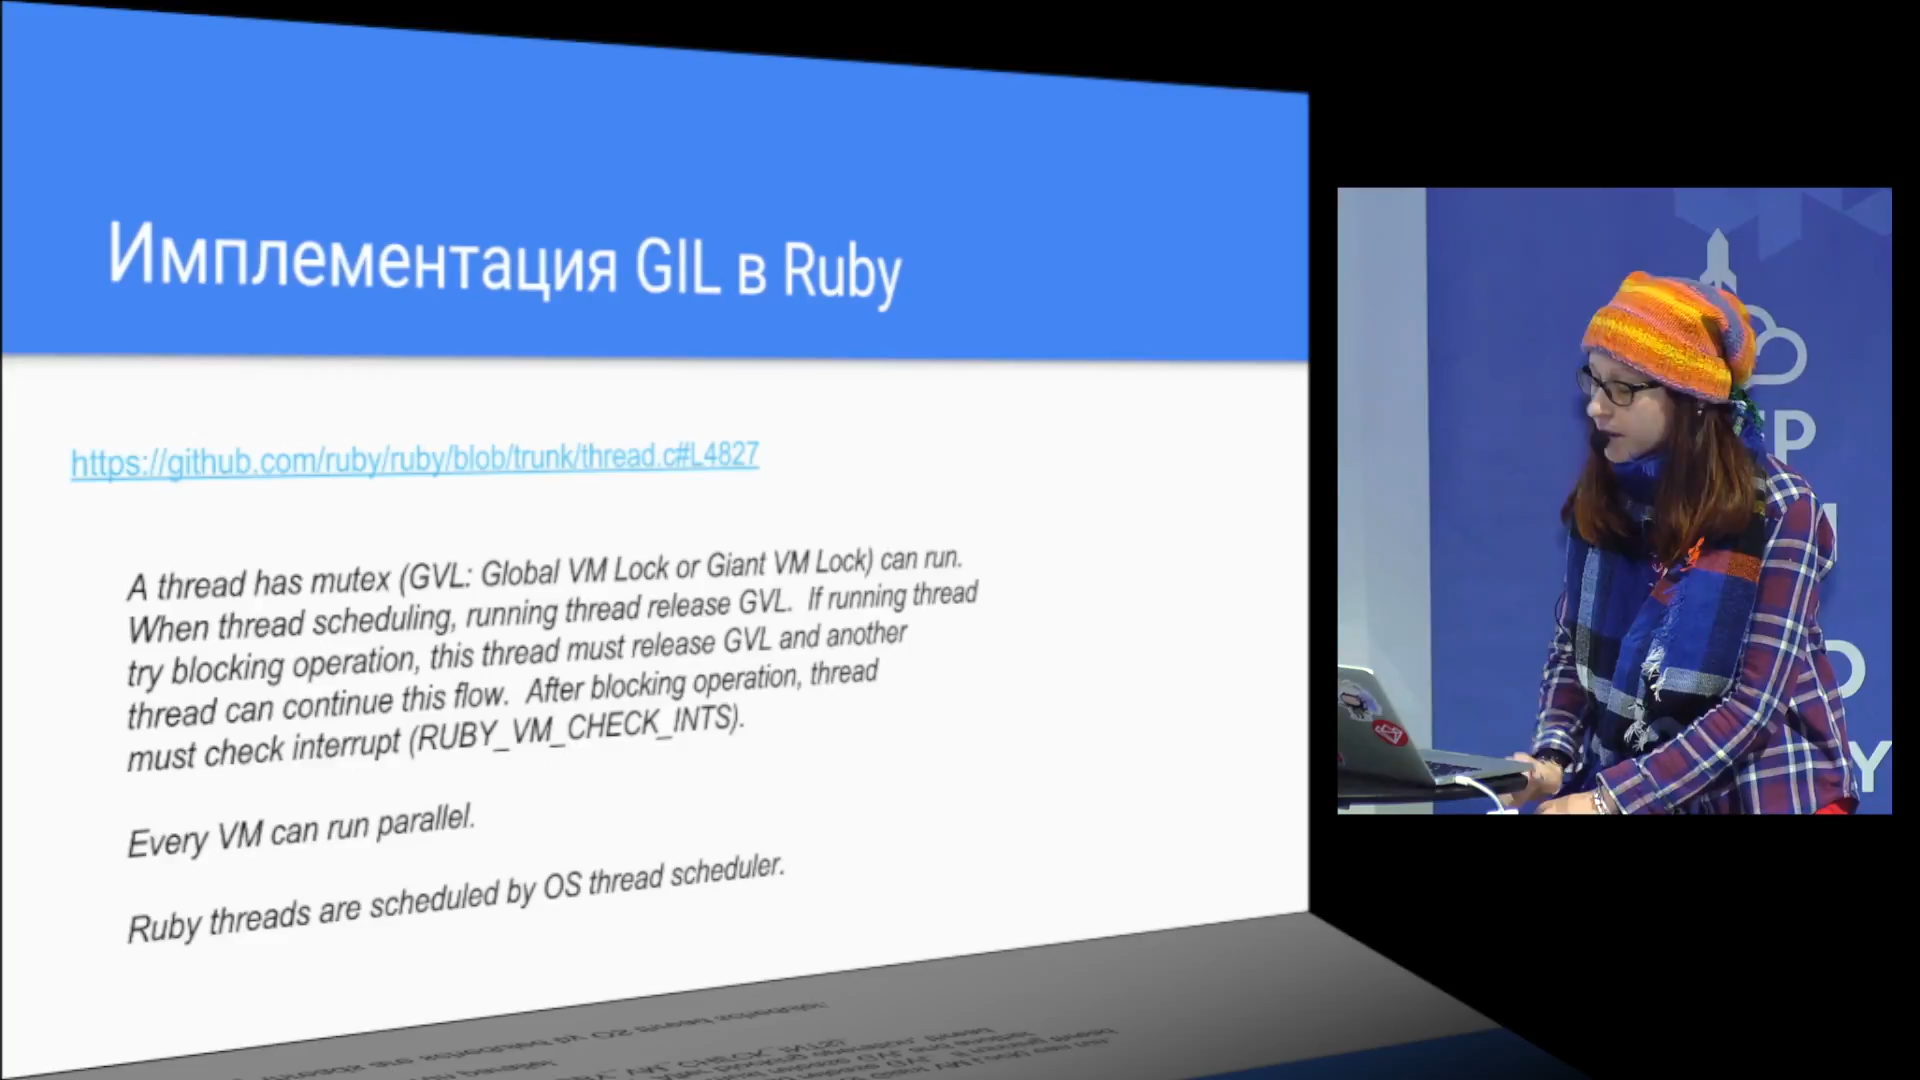 Имплементация GIL в Ruby
https://github.com/ruby/ruby/blob/trunk/thread.c#L4827
A thread has mutex (GVL: Global VM Lock or Giant VM Lock) can run.
When thread scheduling, running thread release GVL. If running thread
try blocking operation, this thread must release GVL and another
thread can continue this flow. After blocking operation, thread
must check interrupt (RUBY_VM_CHECK_INTS).
Every VM can run parallel.
Ruby threads are scheduled by OS thread scheduler.